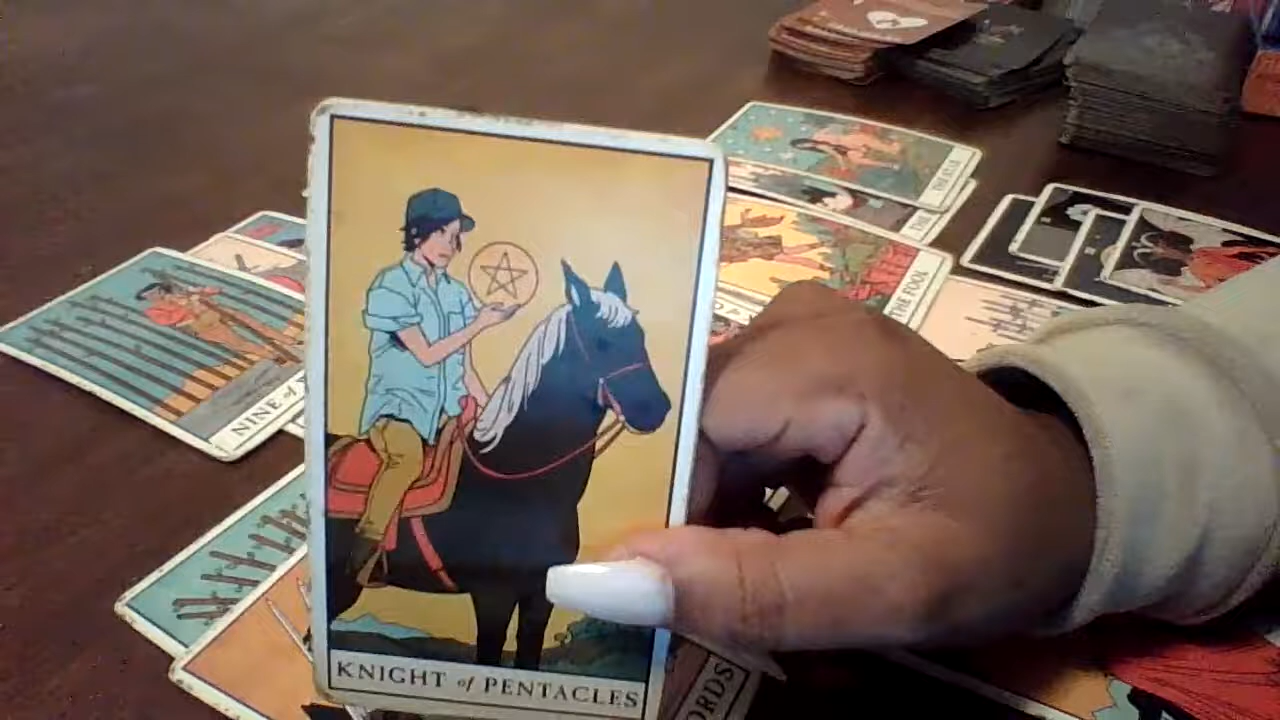 THE STAR
THE FOOL
NINE of
KNIGHT of PENTACLES
ORDS